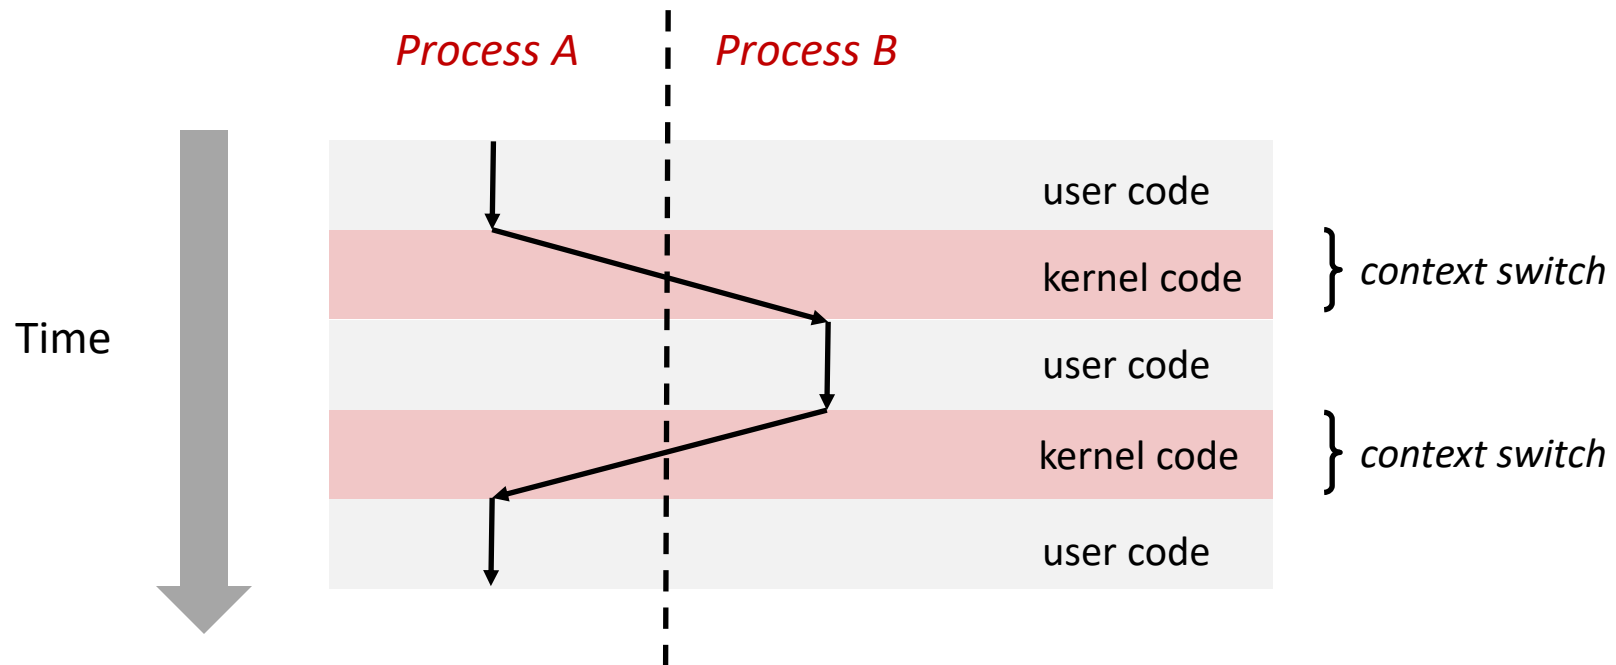 Process A
Process B
user code
kernel code
context switch
Time
user code
kernel code
context switch
user code